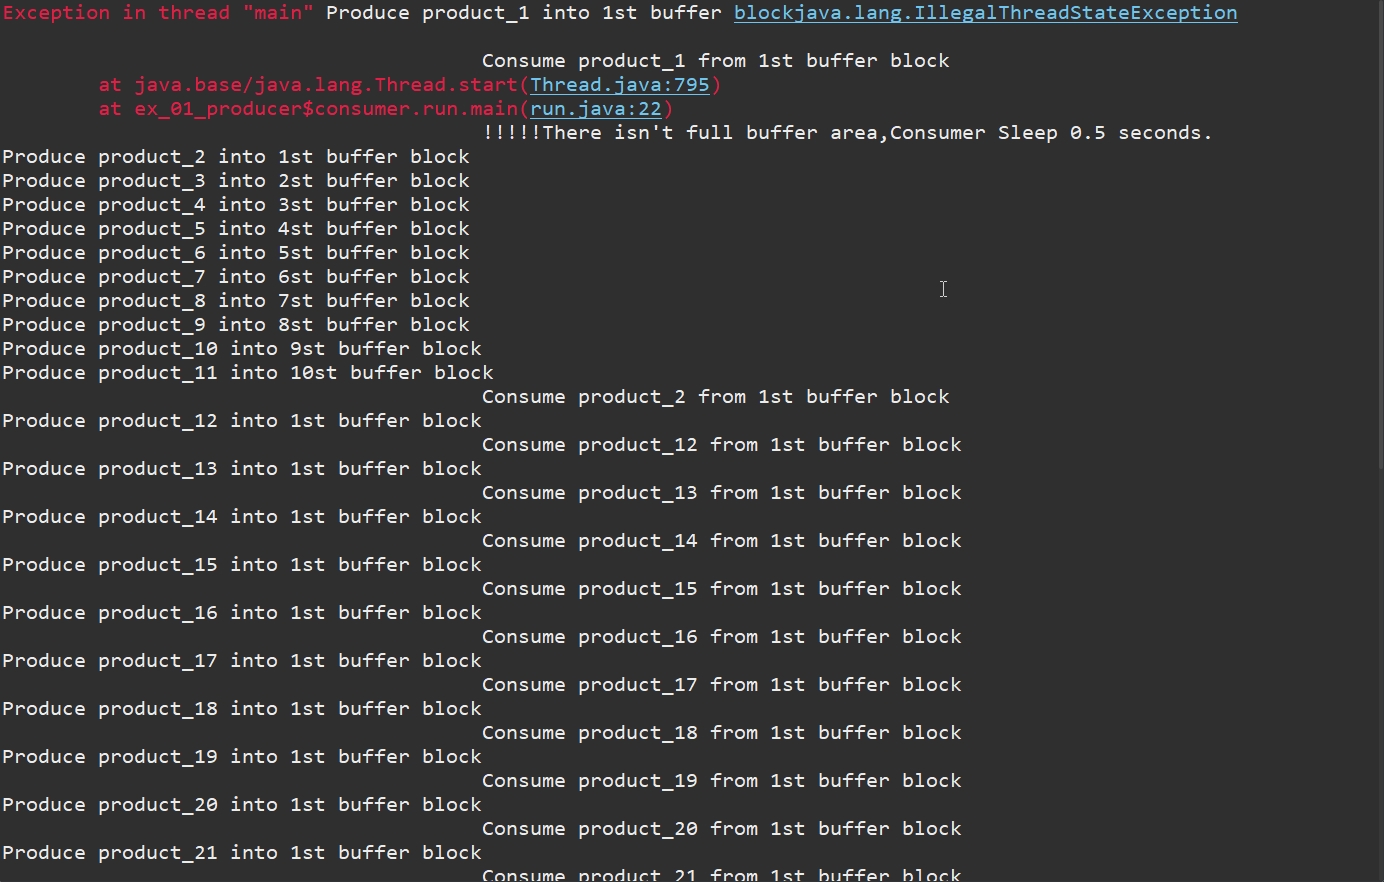 Exception in thread "main" Produce product_1 into 1st buffer blockjava.lang.IllegalThreadStateException
Consume product_1 from 1st buffer block
at java.base/java.lang.Thread.start(Thread.java:795)
at ex_01_producer$consumer.run.main(run.java:22)
!!!!!There isn't full buffer area,Consumer Sleep 0.5 seconds.
Produce product_2 into 1st buffer block
Produce product_3 into 2st buffer block
Produce product_4 into 3st buffer block
Produce product_5 into 4st buffer block
Produce product_6 into 5st buffer block
Produce product_7 into 6st buffer block
Produce product_8 into 7st buffer block
Produce product_9 into 8st buffer block
Produce product_10 into 9st buffer block
Produce product_11 into 10st buffer block
Consume product_2 from 1st buffer block
Produce product_12 into 1st buffer block
Consume product_12 from 1st buffer block
Produce product_13 into 1st buffer block
Consume product_13 from 1st buffer block
Produce product_14 into 1st buffer block
Consume product_14 from 1st buffer block
Produce product_15 into 1st buffer block
Consume product_15 from 1st buffer block
Produce product_16 into 1st buffer block
Consume product_16 from 1st buffer block
Produce product_17 into 1st buffer block
Consume product_17 from 1st buffer block
Produce product_18 into 1st buffer block
Consume product_18 from 1st buffer block
Produce product_19 into 1st buffer block
Consume product_19 from 1st buffer block
Produce product_20 into 1st buffer block
Consume product_20 from 1st buffer block
Produce product_21 into 1st buffer block
Consume product_21 from 1st buffer block